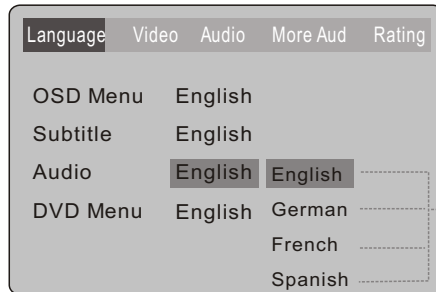 Language Video Audio More Aud Rating
OSD Menu English
Subtitle English
Audio English English
DVD Menu English German
French
Spanish